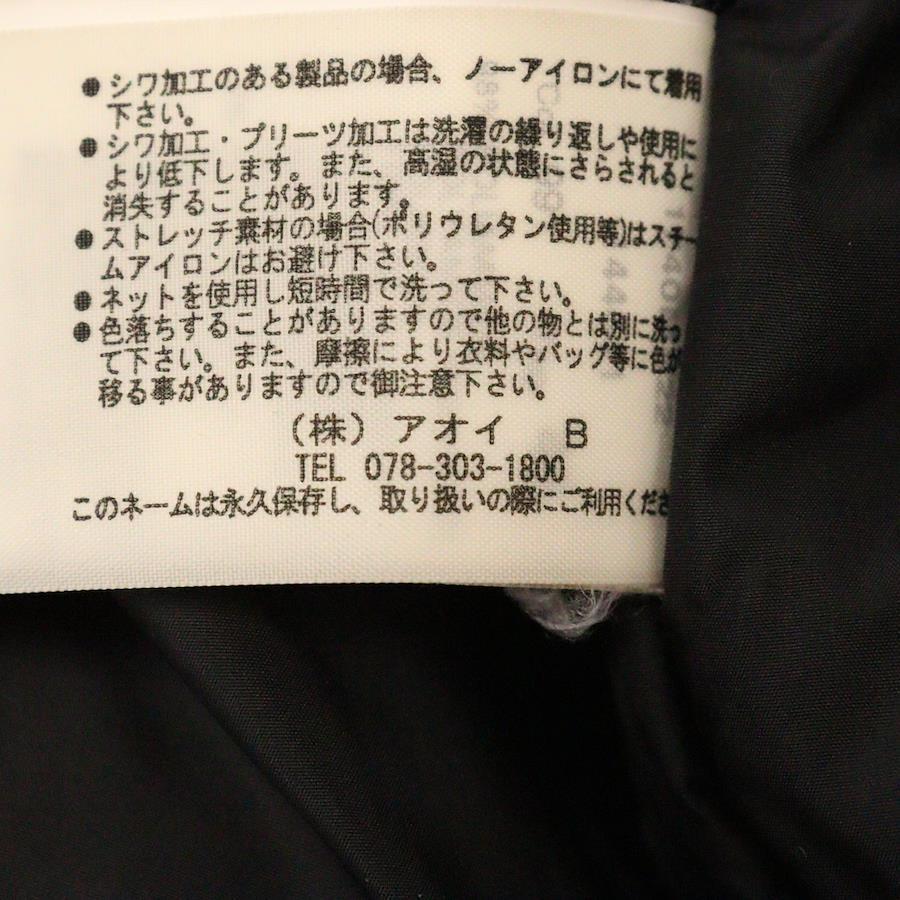 ●シワ加工のある製品の場合、ノーアイロンにて着用
下さい。
●シワ加工・プリーツ加工は洗濯の繰り返しや使用に
より低下します。また、高湿の状態にさらされると
消失することがあります。
●ストレッチ素材の場合(ポリウレタン使用等)はスチー
ムアイロンはお避け下さい。
●ネットを使用し短時間で洗って下さい。
●色落ちすることがありますので他の物とは別に洗っ
て下さい。また、摩擦により衣料やバッグ等に色が
移る事がありますので御注意下さい。
(株)アオイ B
TEL 078-303-1800
このネームは永久保存し、取り扱いの際にご利用くださ